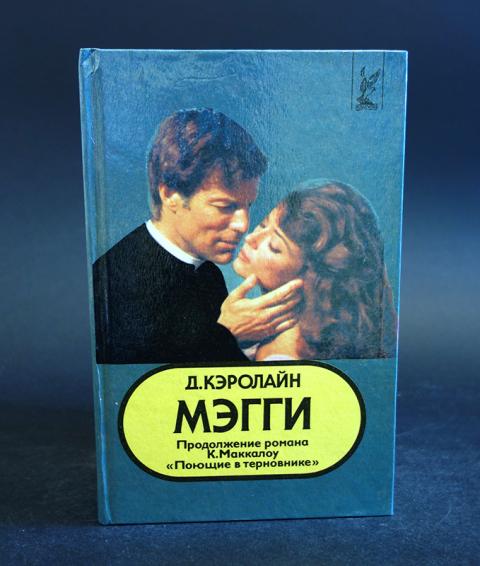 Д.КЭРОЛАЙН
МЭГГИ
Продолжение романа
К.Маккалоу
«Поющие в терновнике»